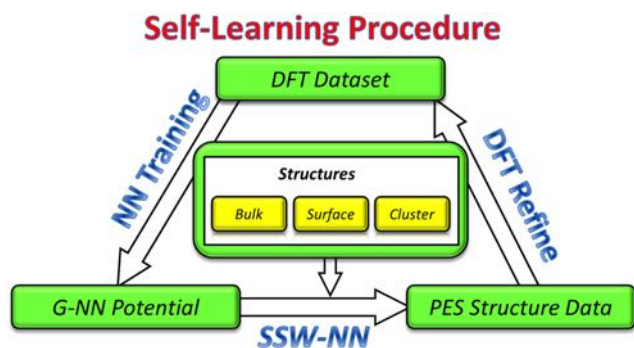 Self-Learning Procedure
DFT Dataset
NN Training
DFT Refine
Structures
Bulk Surface Cluster
G-NN Potential
SSW-NN
PES Structure Data